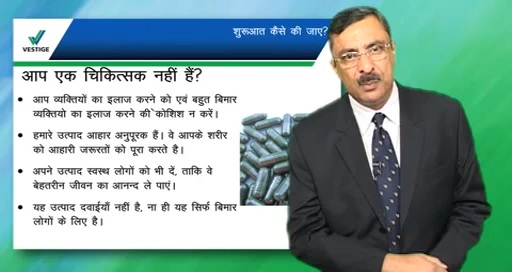 VESTIGE
शुरूआत कैसे की जाए?
आप एक चिकित्सक नहीं हैं?
• आप व्यक्तियों का इलाज करने को एवं बहुत बिमार
व्यक्तियो का इलाज करने की कोशिश न करें।
• हमारे उत्पाद आहार अनुपूरक हैं। वे आपके शरीर
को आहारी जरूरतों को पूरा करते है।
• अपने उत्पाद स्वस्थ लोगों को भी दें, ताकि वे
बेहतरीन जीवन का आनन्द ले पाएं।
• यह उत्पाद दवाईयाँ नहीं है, ना ही यह सिर्फ बिमार
लोगों के लिए है।